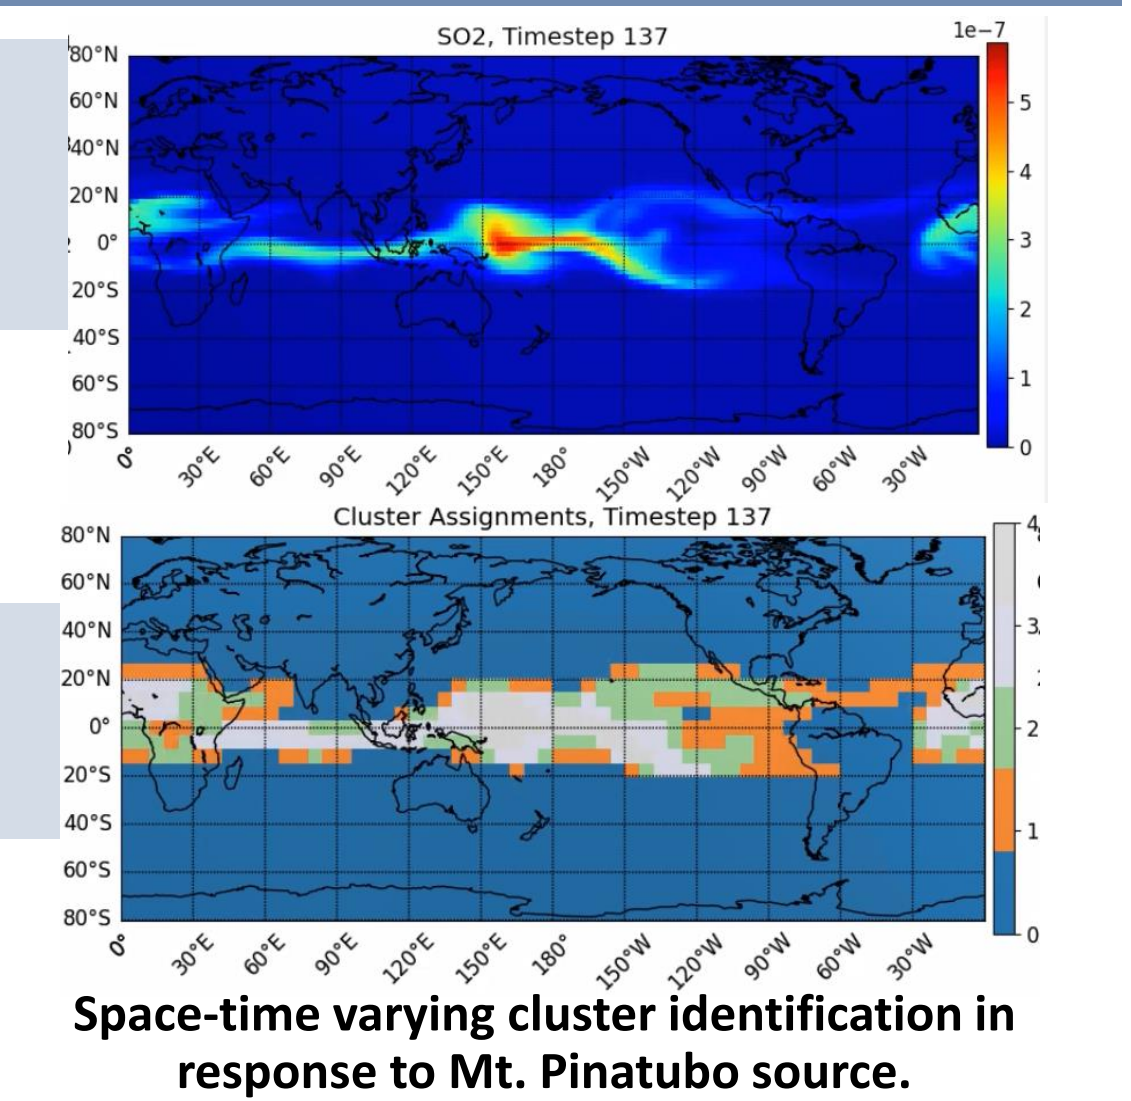 SO2, Timestep 137
1e−7
80°N
60°N
40°N
20°N
0°
20°S
40°S
60°S
80°S
0°
30°E
60°E
90°E
120°E
150°E
180°
150°W
120°W
90°W
60°W
30°W
5
4
3
2
1
0
Cluster Assignments, Timestep 137
80°N
60°N
40°N
20°N
0°
20°S
40°S
60°S
80°S
0°
30°E
60°E
90°E
120°E
150°E
180°
150°W
120°W
90°W
60°W
30°W
4
3
2
1
0
Space-time varying cluster identification in
response to Mt. Pinatubo source.